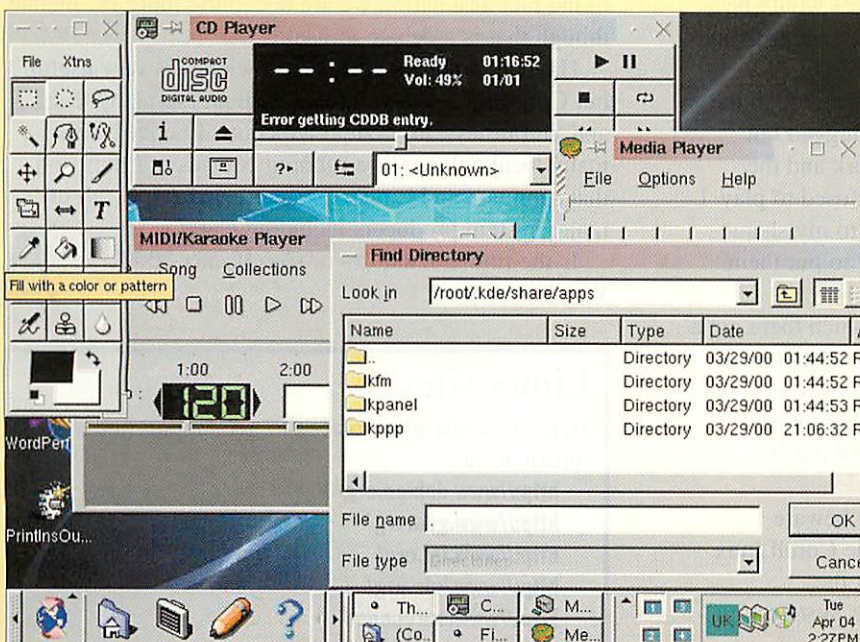 File Xtns
Fill with a color or pattern
CD Player
COMPACT
disc
DIGITAL AUDIO
Ready 01:16:52
Vol: 49% 01/01
Error getting CDDB entry.
01: <Unknown>
Media Player
File Options Help
MIDI/Karaoke Player
Song Collections
1:00 2:00
120
Find Directory
Look in /root/.kde/share/apps
Name Size Type Date
.. Directory 03/29/00 01:44:52 R
kfm Directory 03/29/00 01:44:52 R
kpanel Directory 03/29/00 01:44:53 R
kppp Directory 03/29/00 21:06:32 R
File name .
OK
File type
Cance
WordPerf
PrintInsOu...
Th... C... M...
(Co... Fi... Me...
1 3
2
UK
Tue
Apr 04
2:27PM